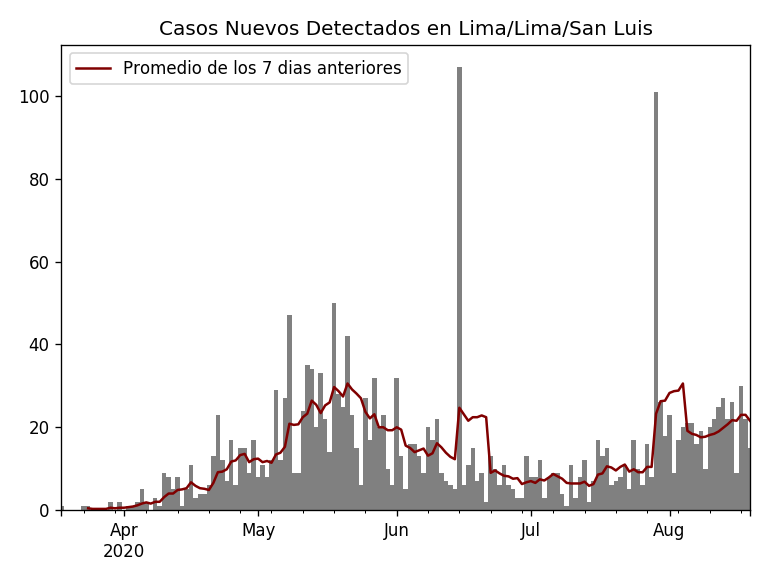 Casos Nuevos Detectados en Lima/Lima/San Luis
Promedio de los 7 dias anteriores
100
80
60
40
20
0
Apr
2020
May
Jun
Jul
Aug